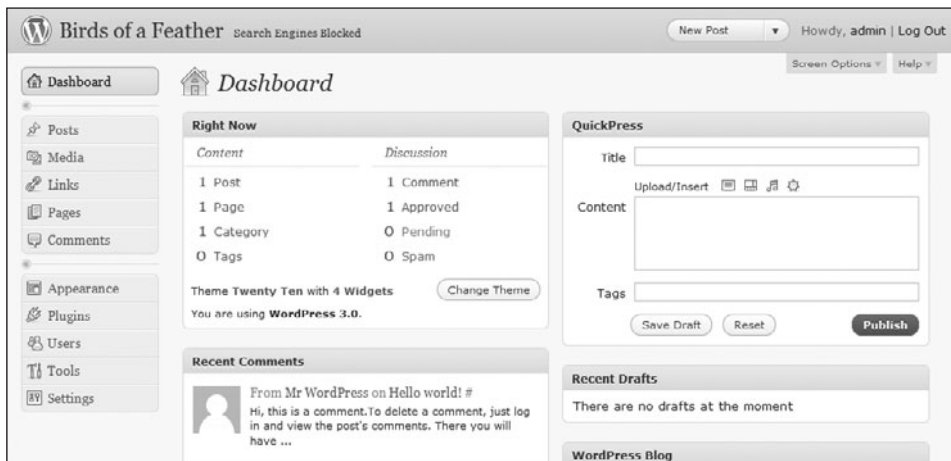 Birds of a Feather Search Engines Blocked
New Post
Howdy, admin | Log Out
Screen Options
Help
Dashboard
Posts
Media
Links
Pages
Comments
Appearance
Plugins
Users
Tools
Settings
Dashboard
Right Now
Content Discussion
1 Post 1 Comment
1 Page 1 Approved
1 Category 0 Pending
0 Tags 0 Spam
Theme Twenty Ten with 4 Widgets Change Theme
You are using WordPress 3.0.
Recent Comments
From Mr WordPress on Hello world! #
Hi, this is a comment.To delete a comment, just log
in and view the post's comments. There you will
have ...
QuickPress
Title
Upload/Insert
Content
Tags
Save Draft Reset Publish
Recent Drafts
There are no drafts at the moment
WordPress Blog